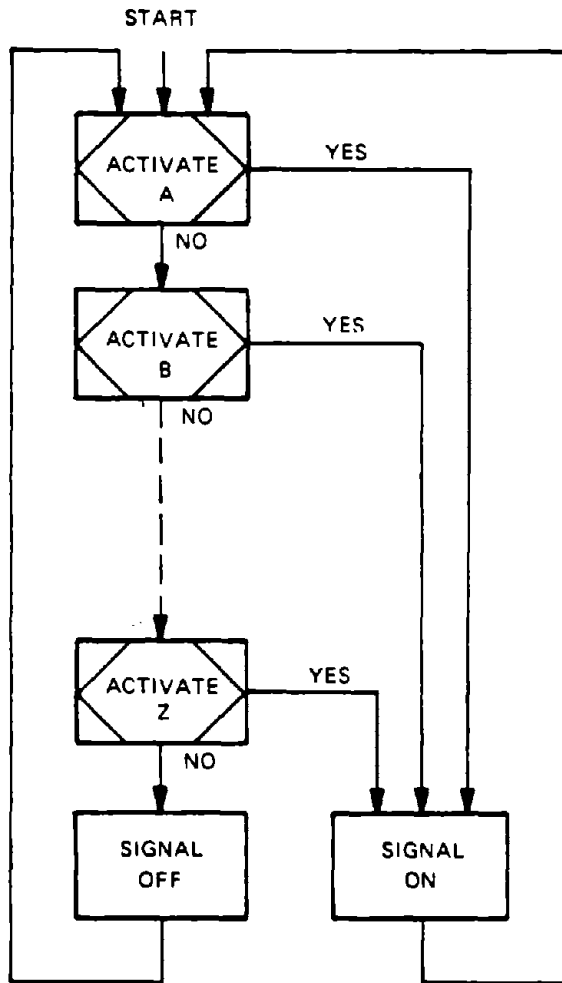 START
ACTIVATE
A
YES
NO
ACTIVATE
B
YES
NO
ACTIVATE
Z
YES
NO
SIGNAL
OFF
SIGNAL
ON